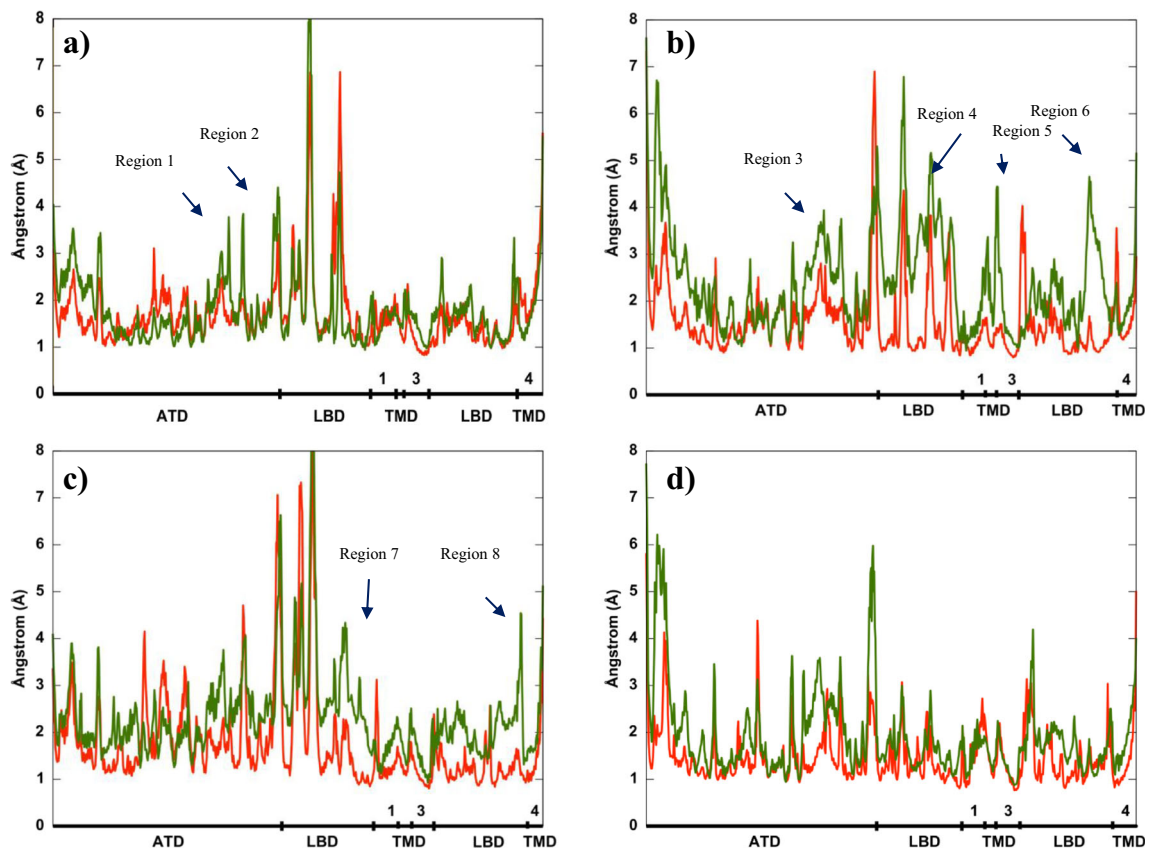 a)
8
7
6
5
4
3
2
1
0
Ångstrom (Å)
Region 1
Region 2
1 3 4
ATD LBD TMD LBD TMD
b)
8
7
6
5
4
3
2
1
0
Ångstrom (Å)
Region 3
Region 4
Region 5
Region 6
1 3 4
ATD LBD TMD LBD TMD
c)
8
7
6
5
4
3
2
1
0
Ångstrom (Å)
Region 7
Region 8
1 3 4
ATD LBD TMD LBD TMD
d)
8
7
6
5
4
3
2
1
0
Ångstrom (Å)
1 3 4
ATD LBD TMD LBD TMD